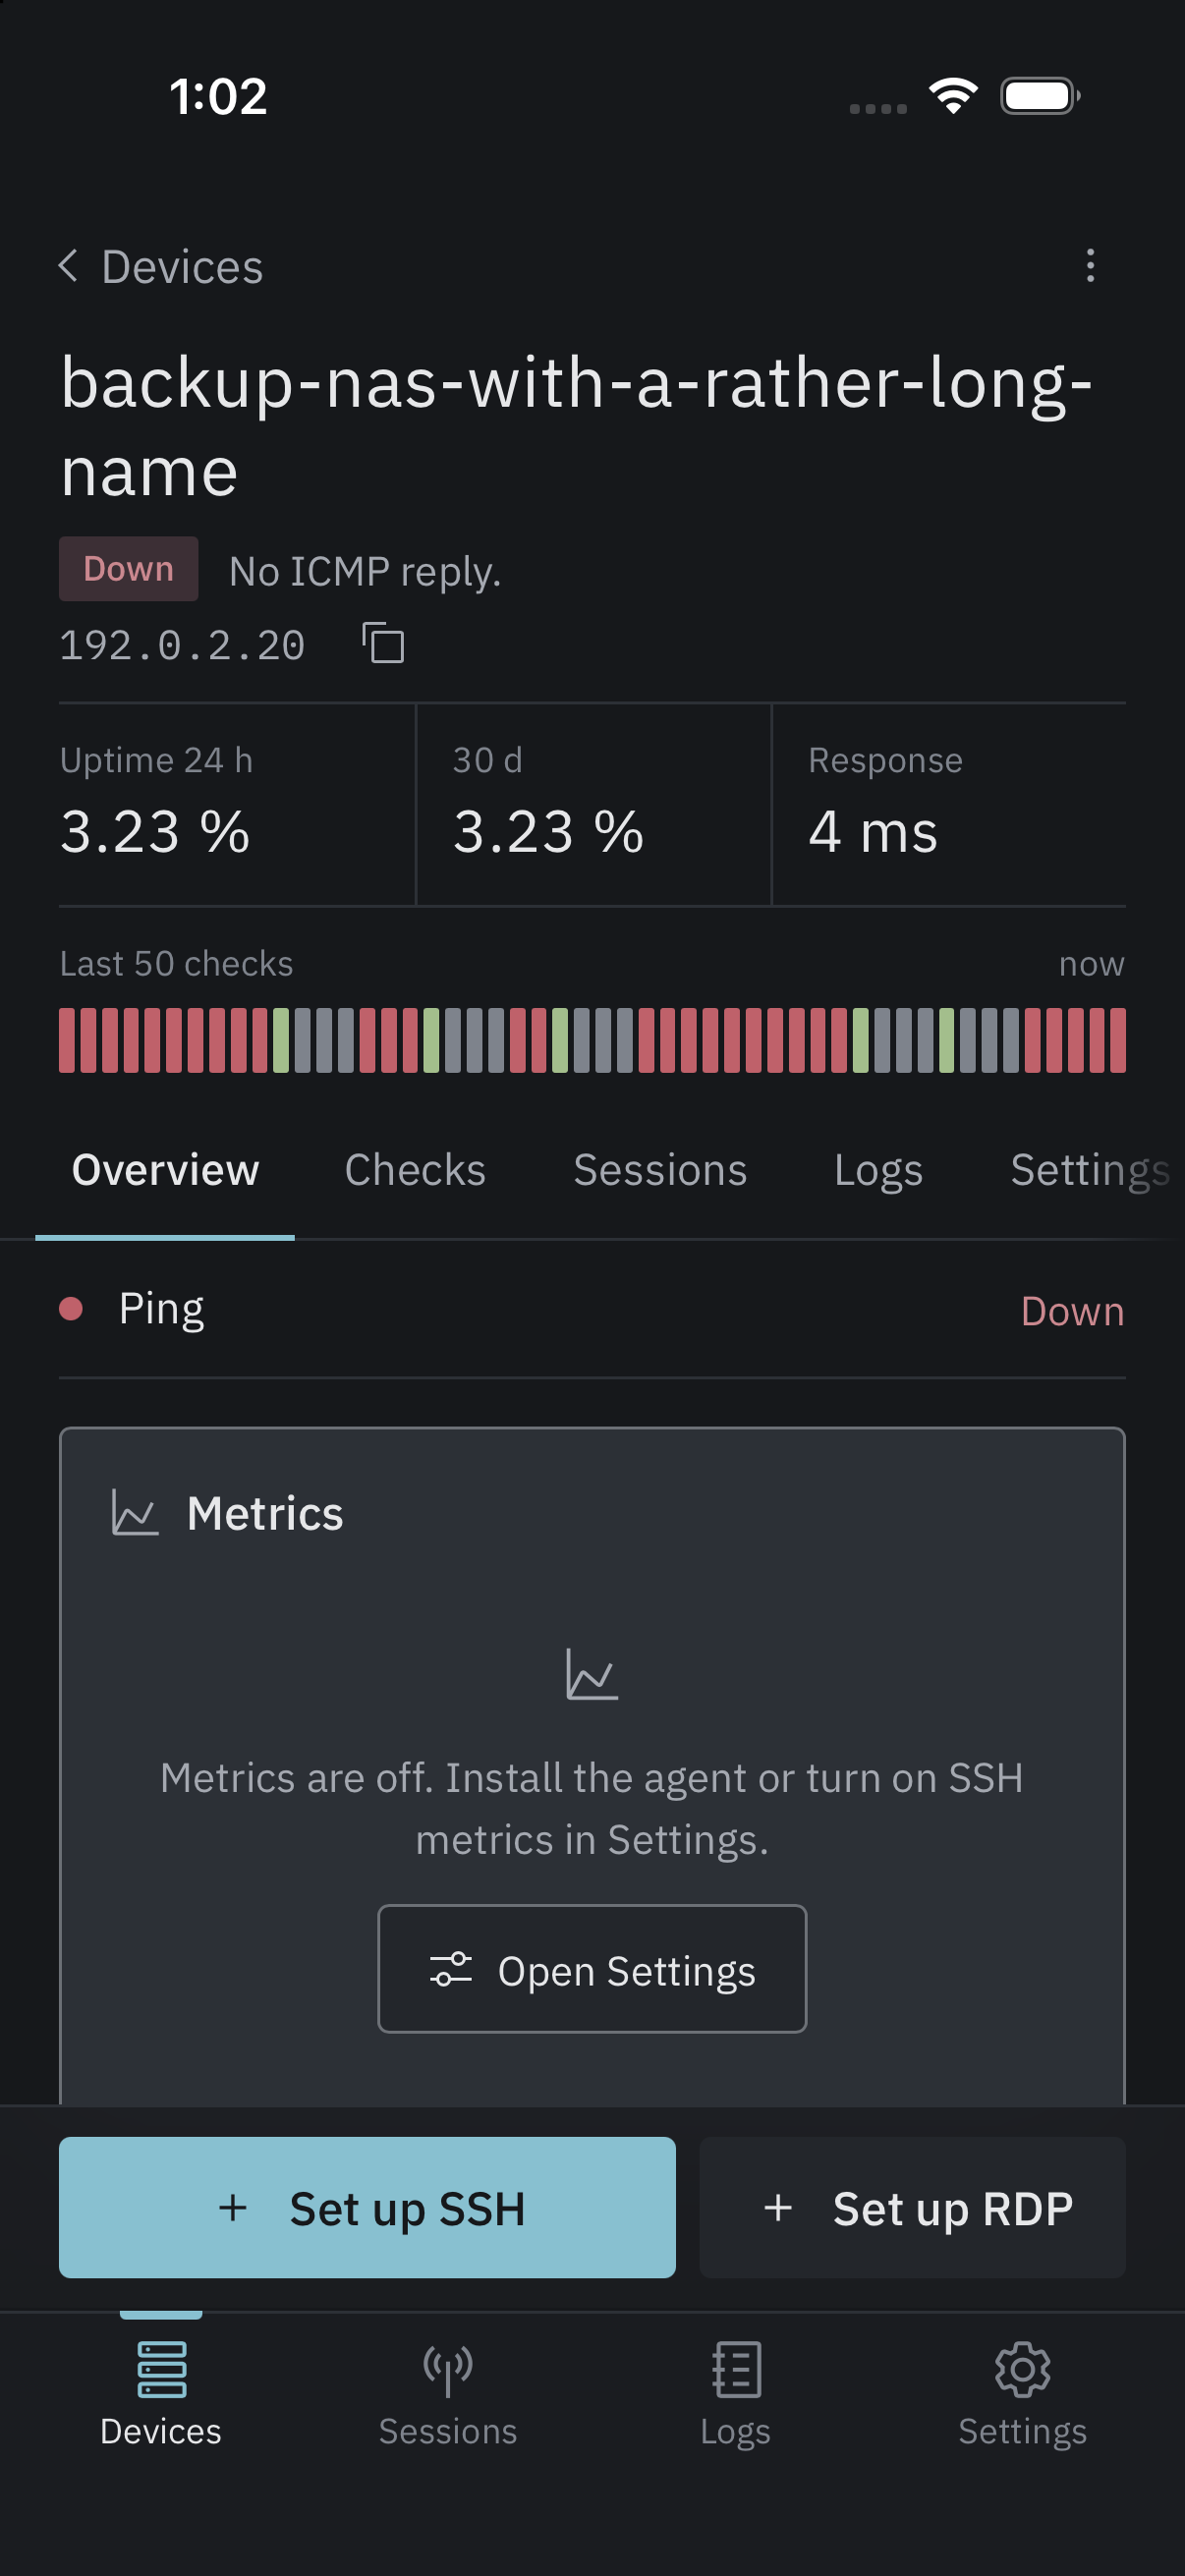 1:02
Devices
backup-nas-with-a-rather-long-
name
Down No ICMP reply.
192.0.2.20
Uptime 24 h 30 d Response
3.23 % 3.23 % 4 ms
Last 50 checks now
Overview Checks Sessions Logs Settings
Ping Down
Metrics
Metrics are off. Install the agent or turn on SSH
metrics in Settings.
Open Settings
+ Set up SSH + Set up RDP
Devices Sessions Logs Settings